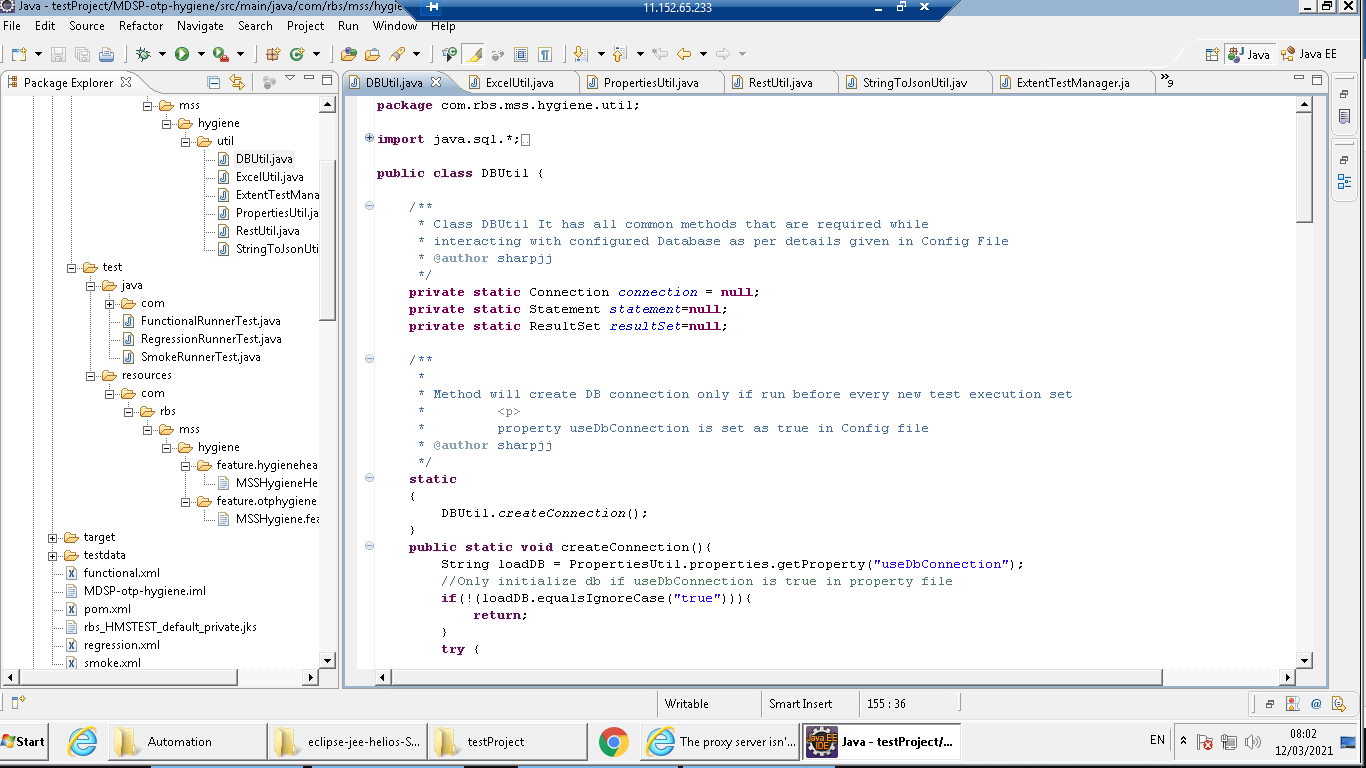 Java - testProject/MDSP-otp-hygiene/src/main/java/com/rbs/mss/hygie
11.152.65.233
File Edit Source Refactor Navigate Search Project Run Window Help
Java Java EE
Package Explorer
DBUtil.java ExcelUtil.java PropertiesUtil.java RestUtil.java StringToJsonUtil.jav ExtentTestManager.ja »9
mss
hygiene
util
DBUtil.java
ExcelUtil.java
ExtentTestMana
PropertiesUtil.ja
RestUtil.java
StringToJsonUti
test
java
com
FunctionalRunnerTest.java
RegressionRunnerTest.java
SmokeRunnerTest.java
resources
com
rbs
mss
hygiene
feature.hygienehea
MSSHygieneHe
feature.otphygiene
MSSHygiene.fea
target
testdata
functional.xml
MDSP-otp-hygiene.iml
pom.xml
rbs_HMSTEST_default_private.jks
regression.xml
smoke.xml
package com.rbs.mss.hygiene.util;
import java.sql.*;
public class DBUtil {
/**
* Class DBUtil It has all common methods that are required while
* interacting with configured Database as per details given in Config File
* @author sharpjj
*/
private static Connection connection = null;
private static Statement statement=null;
private static ResultSet resultSet=null;
/**
*
* Method will create DB connection only if run before every new test execution set
* <p>
* property useDbConnection is set as true in Config file
* @author sharpjj
*/
static
{
DBUtil.createConnection();
}
public static void createConnection(){
String loadDB = PropertiesUtil.properties.getProperty("useDbConnection");
//Only initialize db if useDbConnection is true in property file
if(!(loadDB.equalsIgnoreCase("true"))){
return;
}
try {
Writable Smart Insert 155 : 36
Start Automation eclipse-jee-helios-S... testProject The proxy server isn'... Java - testProject/... EN 08:02
12/03/2021